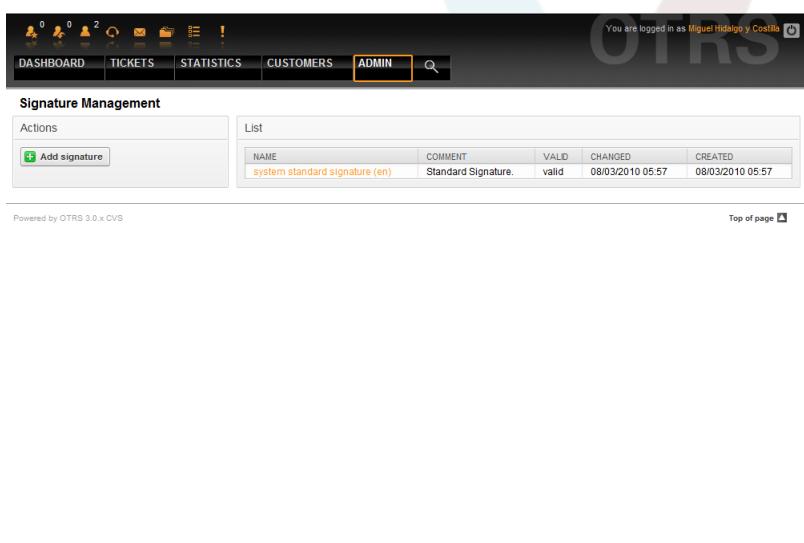 0 0 2
You are logged in as Miguel Hidalgo y Costilla
OTRS
DASHBOARD TICKETS STATISTICS CUSTOMERS ADMIN
Signature Management
Actions
Add signature
List
NAME COMMENT VALID CHANGED CREATED
system standard signature (en) Standard Signature. valid 08/03/2010 05:57 08/03/2010 05:57
Powered by OTRS 3.0.x CVS
Top of page